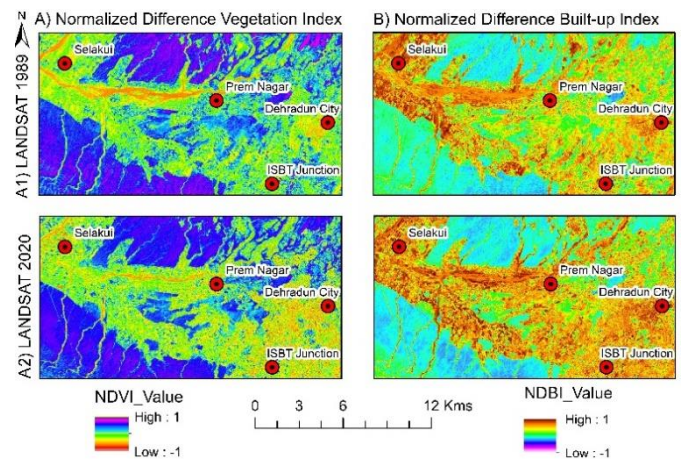 N
A) Normalized Difference Vegetation Index
B) Normalized Difference Built-up Index
A1) LANDSAT 1989
Selakui
Prem Nagar
Dehradun City
ISBT Junction
Selakui
Prem Nagar
Dehradun City
ISBT Junction
A2) LANDSAT 2020
Selakui
Prem Nagar
Dehradun City
ISBT Junction
Selakui
Prem Nagar
Dehradun City
ISBT Junction
NDVI_Value
High : 1
Low : -1
0 3 6 12 Kms
NDBI_Value
High : 1
Low : -1